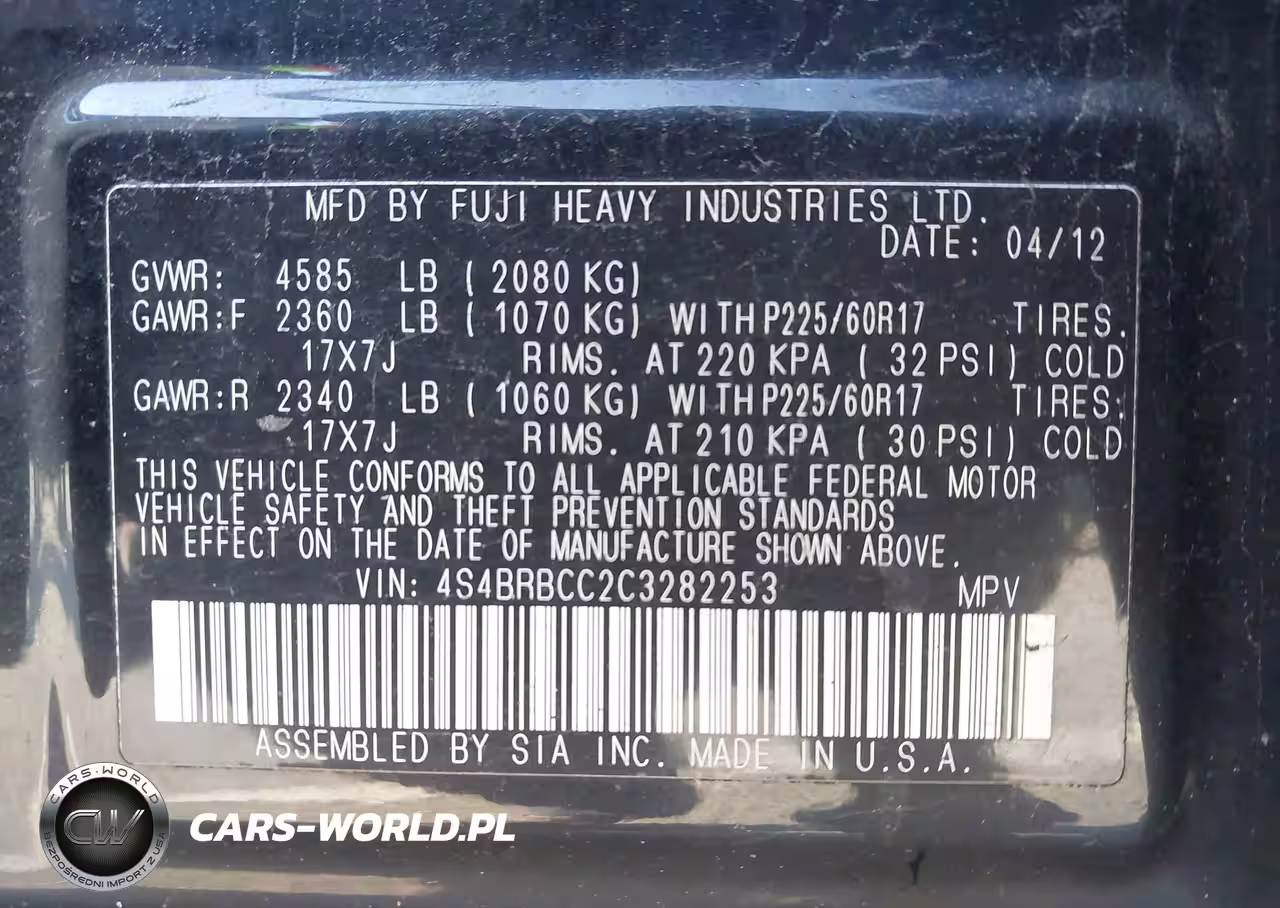 MFD BY FUJI HEAVY INDUSTRIES LTD.
DATE: 04/12
GVWR: 4585 LB ( 2080 KG)
GAWR:F 2360 LB ( 1070 KG) WITH P225/60R17 TIRES.
17X7J RIMS. AT 220 KPA ( 32 PSI) COLD
GAWR:R 2340 LB ( 1060 KG) WITH P225/60R17 TIRES.
17X7J RIMS. AT 210 KPA ( 30 PSI) COLD
THIS VEHICLE CONFORMS TO ALL APPLICABLE FEDERAL MOTOR
VEHICLE SAFETY AND THEFT PREVENTION STANDARDS
IN EFFECT ON THE DATE OF MANUFACTURE SHOWN ABOVE.
VIN: 4S4BRBCC2C3282253 MPV
ASSEMBLED BY SIA INC. MADE IN U.S.A.
CARS-WORLD
CW
BEZPOŚREDNI IMPORT Z USA
CARS-WORLD.PL